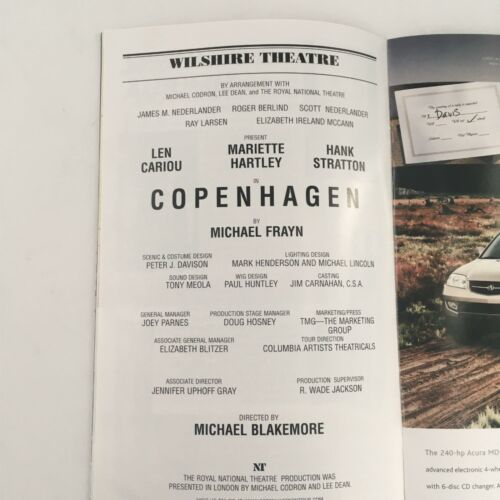 WILSHIRE THEATRE
BY ARRANGEMENT WITH
MICHAEL CODRON, LEE DEAN, and THE ROYAL NATIONAL THEATRE
JAMES M. NEDERLANDER ROGER BERLIND SCOTT NEDERLANDER
RAY LARSEN ELIZABETH IRELAND MCCANN
PRESENT
LEN CARIOU
MARIETTE HARTLEY
HANK STRATTON
IN
COPENHAGEN
BY
MICHAEL FRAYN
SCENIC & COSTUME DESIGN
PETER J. DAVISON
LIGHTING DESIGN
MARK HENDERSON AND MICHAEL LINCOLN
SOUND DESIGN
TONY MEOLA
WIG DESIGN
PAUL HUNTLEY
CASTING
JIM CARNAHAN, C.S.A.
GENERAL MANAGER
JOEY PARNES
PRODUCTION STAGE MANAGER
DOUG HOSNEY
MARKETING/PRESS
TMG—THE MARKETING
GROUP
ASSOCIATE GENERAL MANAGER
ELIZABETH BLITZER
TOUR DIRECTION
COLUMBIA ARTISTS THEATRICALS
ASSOCIATE DIRECTOR
JENNIFER UPHOFF GRAY
PRODUCTION SUPERVISOR
R. WADE JACKSON
DIRECTED BY
MICHAEL BLAKEMORE
NT
THE ROYAL NATIONAL THEATRE PRODUCTION WAS
PRESENTED IN LONDON BY MICHAEL CODRON AND LEE DEAN.
Davis
The 240-hp Acura MD
advanced electronic 4-whe
with 6-disc CD changer. A